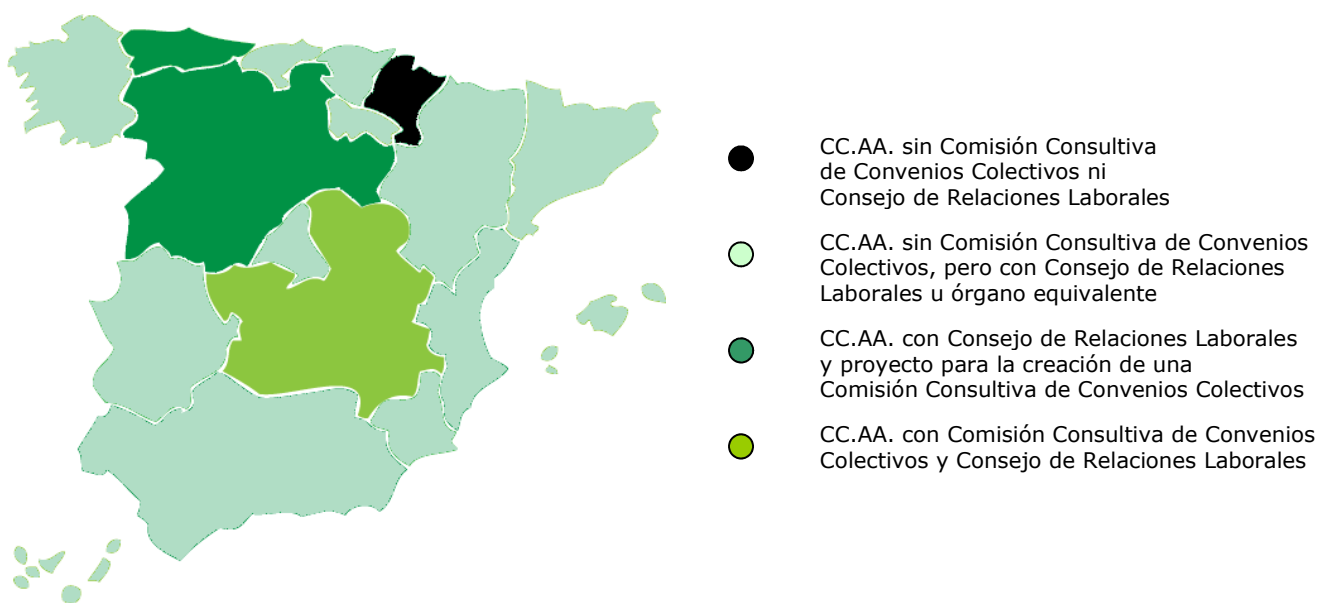 CC.AA. sin Comisión Consultiva
de Convenios Colectivos ni
Consejo de Relaciones Laborales
CC.AA. sin Comisión Consultiva de Convenios
Colectivos, pero con Consejo de Relaciones
Laborales u órgano equivalente
CC.AA. con Consejo de Relaciones Laborales
y proyecto para la creación de una
Comisión Consultiva de Convenios Colectivos
CC.AA. con Comisión Consultiva de Convenios
Colectivos y Consejo de Relaciones Laborales